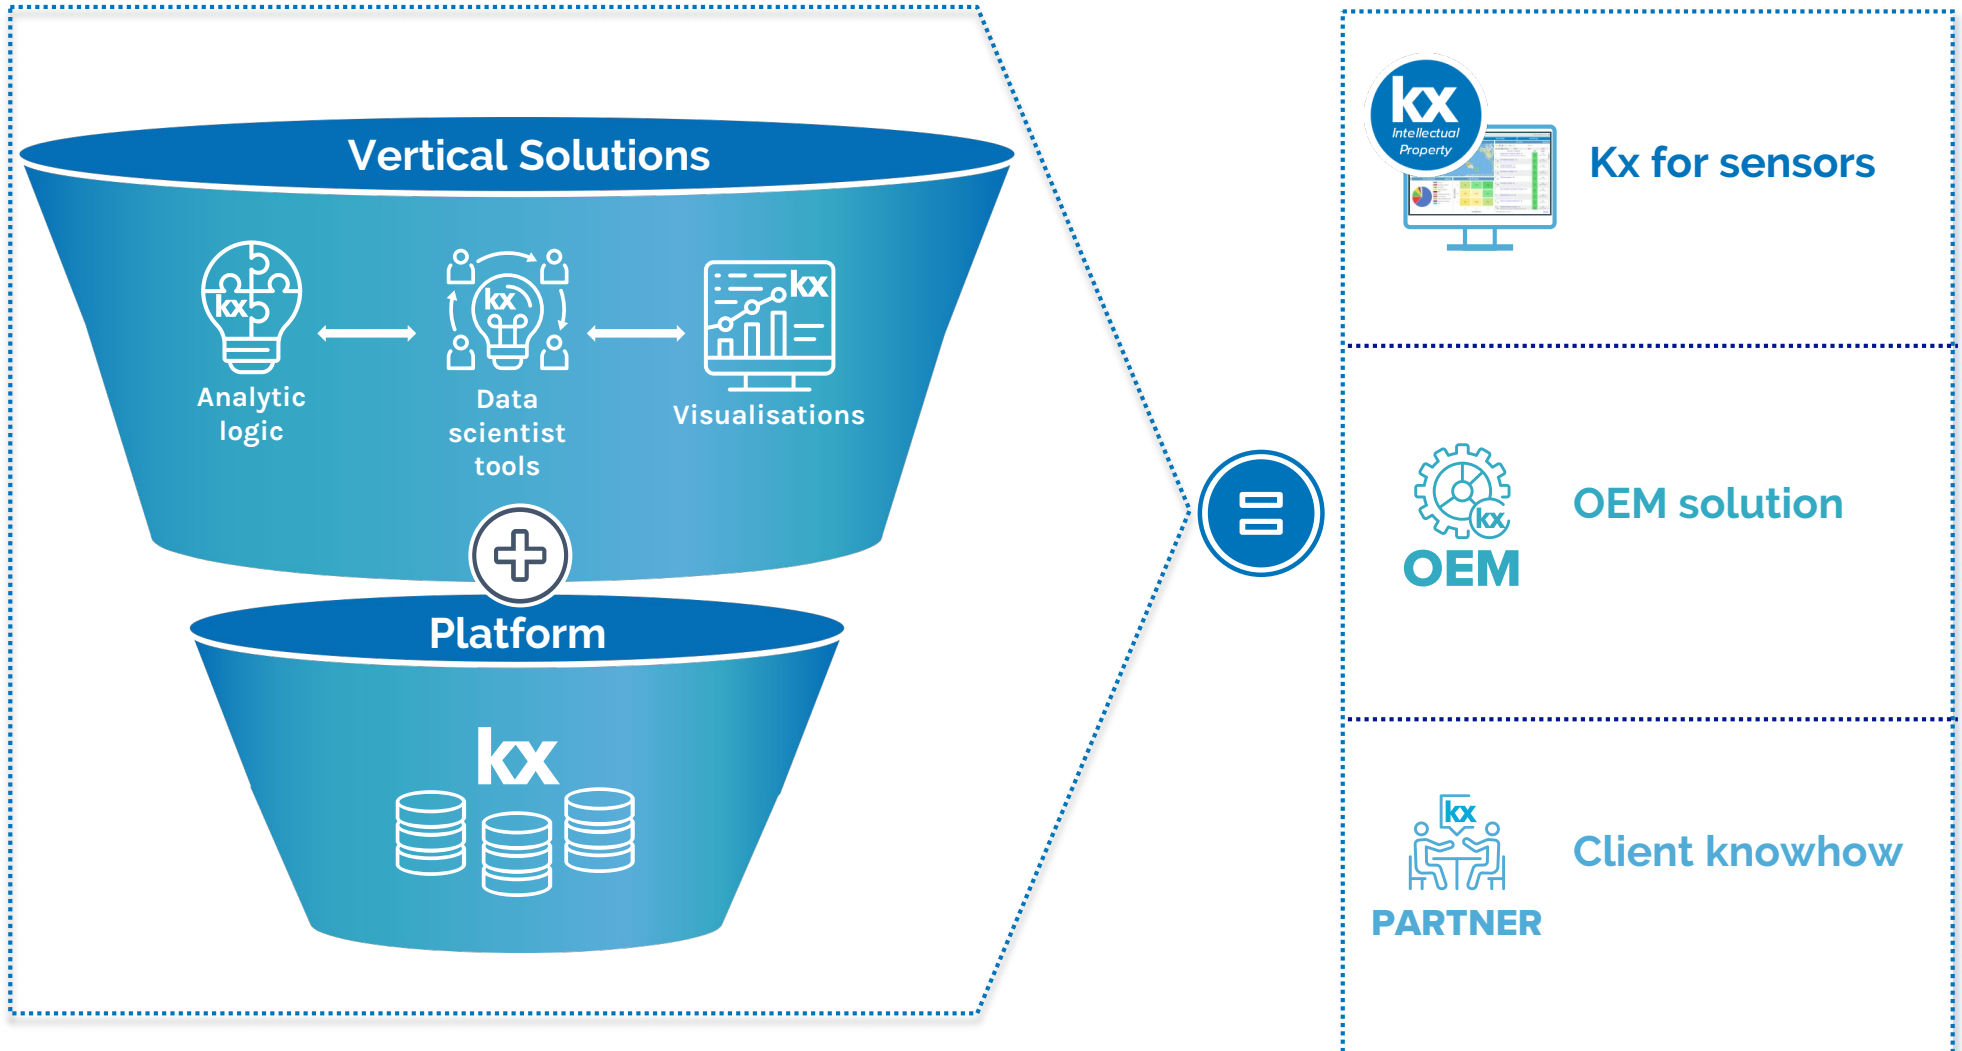 Vertical Solutions
kx
kx
kx
Analytic
logic
Data
scientist
tools
Visualisations
Platform
kx
kx
Intellectual
Property
Kx for sensors
kx
OEM
OEM solution
kx
PARTNER
Client knowhow